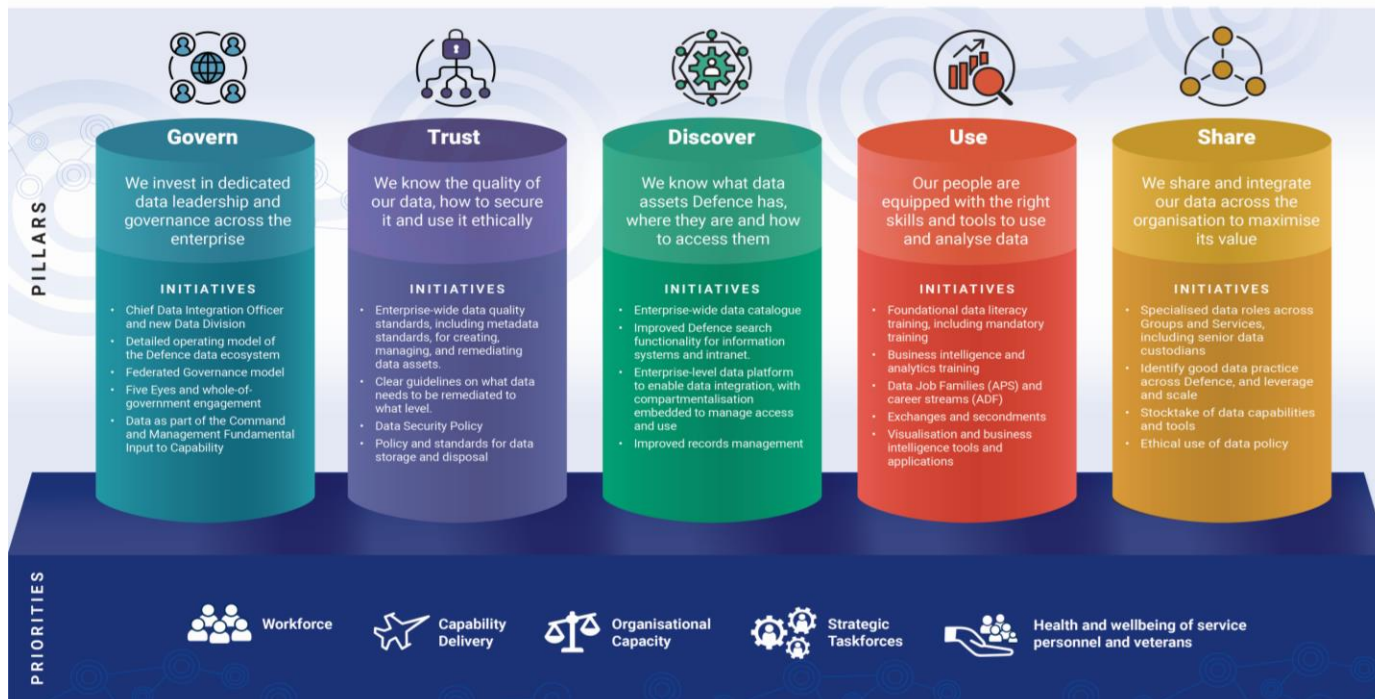 PILLARS
Govern
We invest in dedicated
data leadership and
governance across the
enterprise
INITIATIVES
• Chief Data Integration Officer
and new Data Division
• Detailed operating model of
the Defence data ecosystem
• Federated Governance model
• Five Eyes and whole-of-
government engagement
• Data as part of the Command
and Management Fundamental
Input to Capability
Trust
We know the quality of
our data, how to secure
it and use it ethically
INITIATIVES
• Enterprise-wide data quality
standards, including metadata
standards, for creating,
managing, and remediating
data assets.
• Clear guidelines on what data
needs to be remediated to
what level.
• Data Security Policy
• Policy and standards for data
storage and disposal
Discover
We know what data
assets Defence has,
where they are and how
to access them
INITIATIVES
• Enterprise-wide data catalogue
• Improved Defence search
functionality for information
systems and intranet.
• Enterprise-level data platform
to enable data integration, with
compartmentalisation
embedded to manage access
and use
• Improved records management
Use
Our people are
equipped with the right
skills and tools to use
and analyse data
INITIATIVES
• Foundational data literacy
training, including mandatory
training
• Business intelligence and
analytics training
• Data Job Families (APS) and
career streams (ADF)
• Exchanges and secondments
• Visualisation and business
intelligence tools and
applications
Share
We share and integrate
our data across the
organisation to maximise
its value
INITIATIVES
• Specialised data roles across
Groups and Services,
including senior data
custodians
• Identify good data practice
across Defence, and leverage
and scale
• Stocktake of data capabilities
and tools
• Ethical use of data policy
PRIORITIES
Workforce
Capability
Delivery
Organisational
Capacity
Strategic
Taskforces
Health and wellbeing of service
personnel and veterans